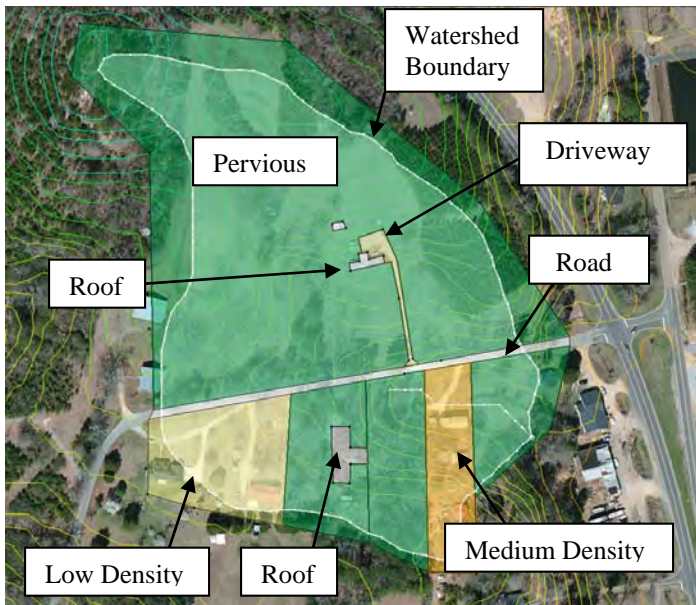 Watershed
Boundary
Pervious
Driveway
Roof
Road
Low Density
Roof
Medium Density